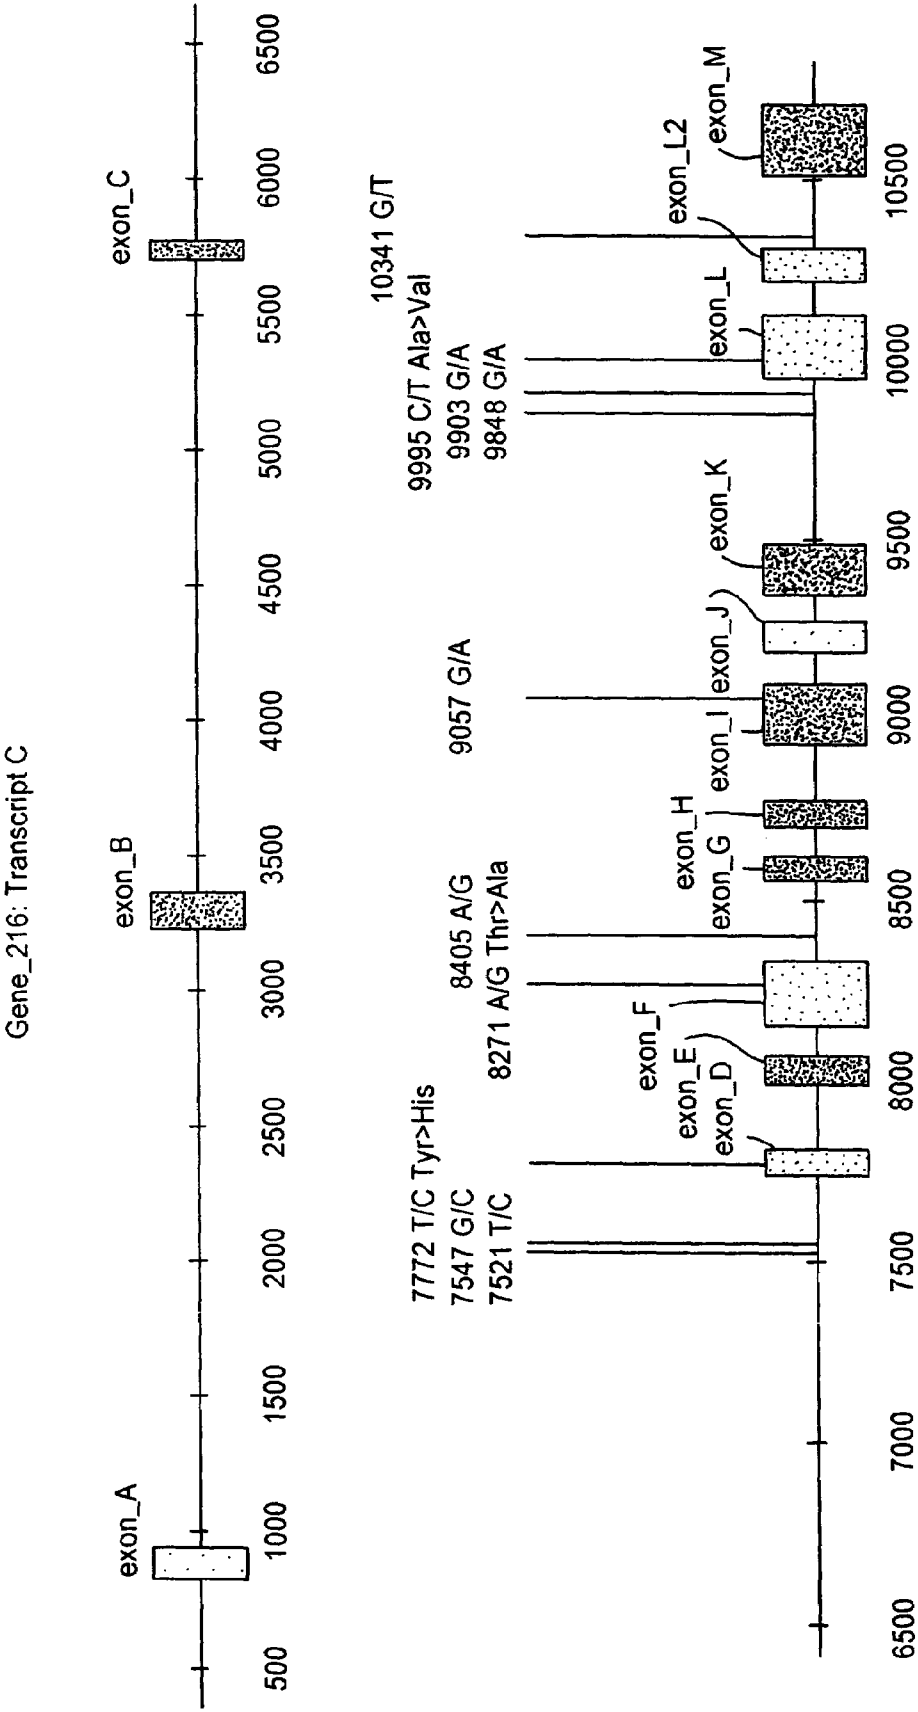 Gene_216: Transcript C
exon_A
exon_B
exon_C
500 1000 1500 2000 2500 3000 3500 4000 4500 5000 5500 6000 6500
10341 G/T
7772 T/C Tyr>His
9995 C/T Ala>Val
7547 G/C
8405 A/G
9057 G/A
9903 G/A
7521 T/C
8271 A/G Thr>Ala
9848 G/A
exon_F
exon_H
exon_L2
exon_E
exon_D
exon_G
exon_I
exon_J
exon_K
exon_L
exon_M
6500 7000 7500 8000 8500 9000 9500 10000 10500